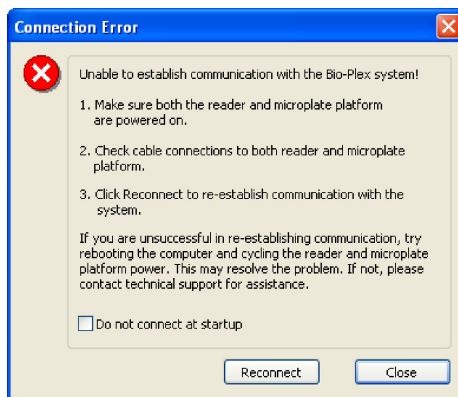 Connection Error
Unable to establish communication with the Bio-Plex system!
1. Make sure both the reader and microplate platform
are powered on.
2. Check cable connections to both reader and microplate
platform.
3. Click Reconnect to re-establish communication with the
system.
If you are unsuccessful in re-establishing communication, try
rebooting the computer and cycling the reader and microplate
platform power. This may resolve the problem. If not, please
contact technical support for assistance.
Do not connect at startup
Reconnect Close